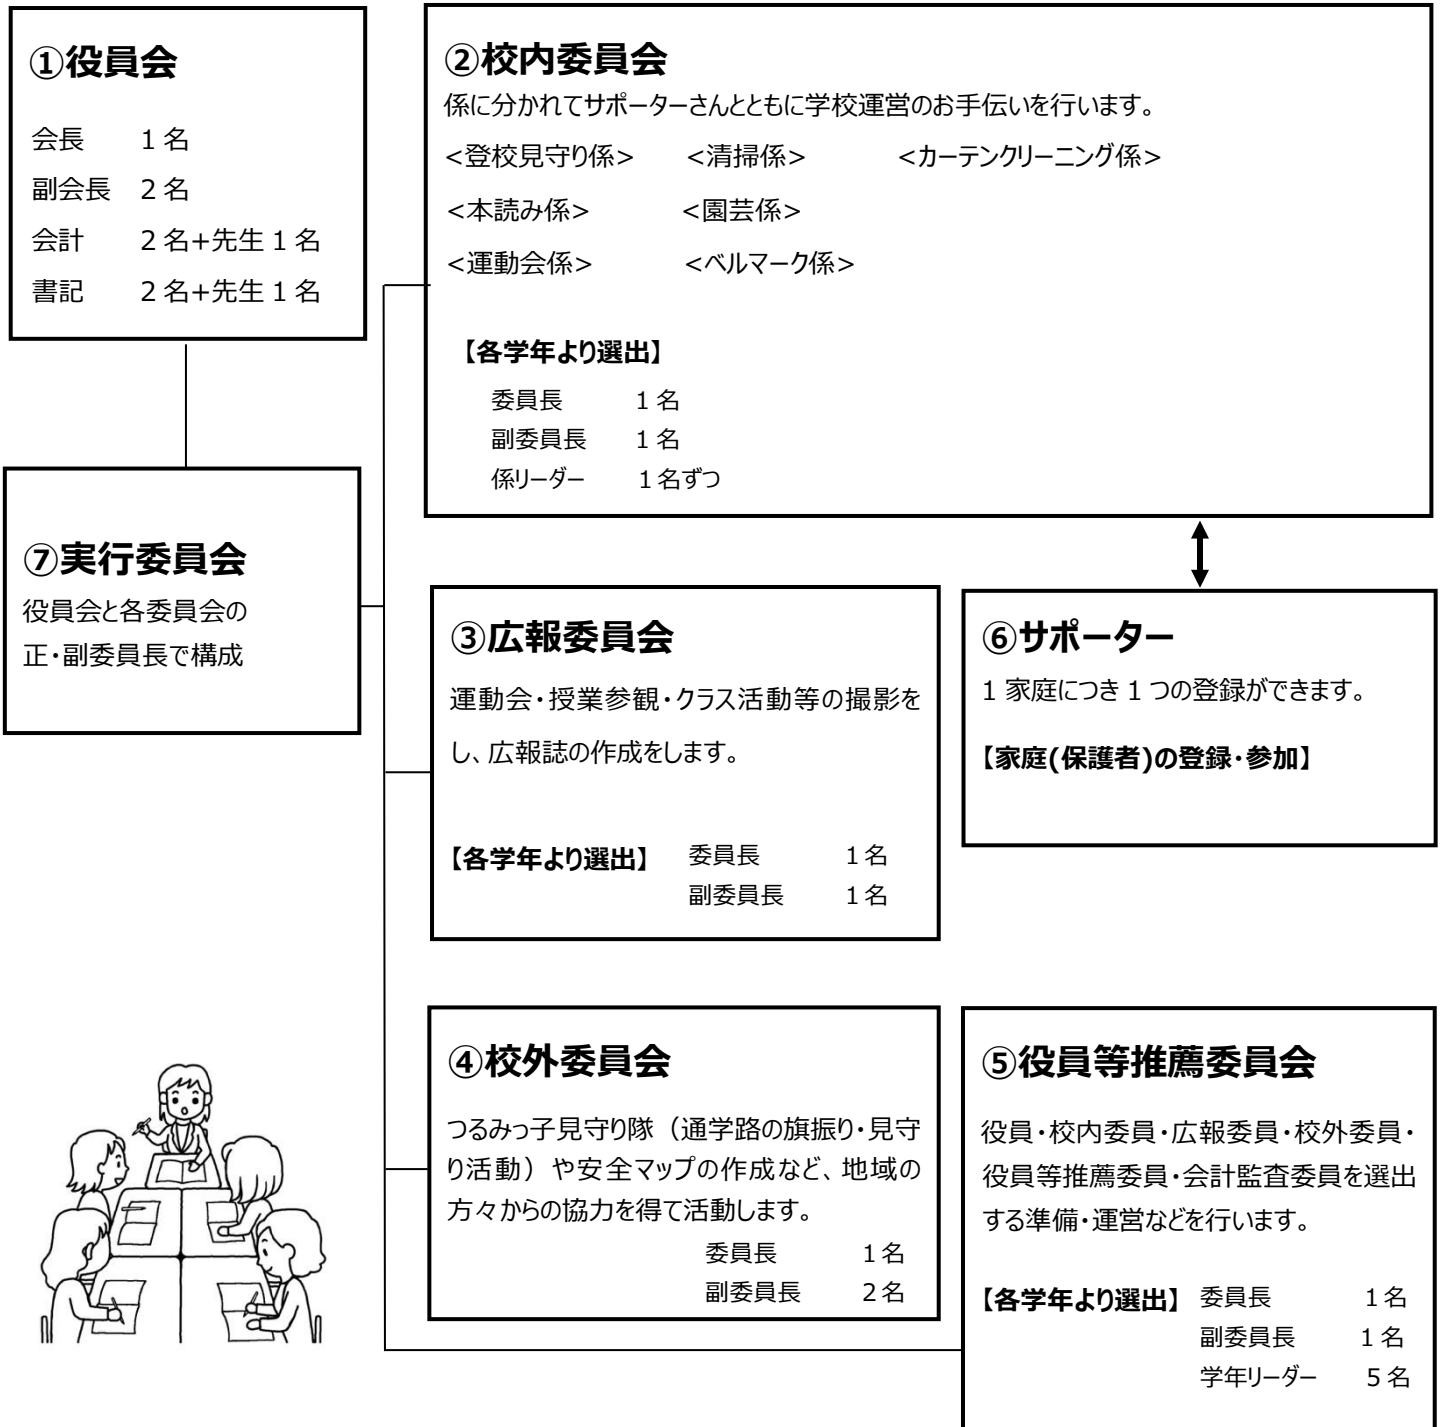 ①役員会
会長 1名
副会長 2名
会計 2名+先生1名
書記 2名+先生1名
②校内委員会
係に分かれてサポーターさんとともに学校運営のお手伝いを行います。
<登校見守り係> <清掃係> <カーテンクリーニング係>
<本読み係> <園芸係>
<運動会係> <ベルマーク係>
【各学年より選出】
委員長 1名
副委員長 1名
係リーダー 1名ずつ
⑦実行委員会
役員会と各委員会の
正・副委員長で構成
③広報委員会
運動会・授業参観・クラス活動等の撮影を
し、広報誌の作成をします。
【各学年より選出】 委員長 1名
副委員長 1名
⑥サポーター
1家庭につき1つの登録ができます。
【家庭(保護者)の登録・参加】
④校外委員会
つるみっ子見守り隊（通学路の旗振り・見守
り活動）や安全マップの作成など、地域の
方々からの協力を得て活動します。
委員長 1名
副委員長 2名
⑤役員等推薦委員会
役員・校内委員・広報委員・校外委員・
役員等推薦委員・会計監査委員を選出
する準備・運営などを行います。
【各学年より選出】 委員長 1名
副委員長 1名
学年リーダー 5名